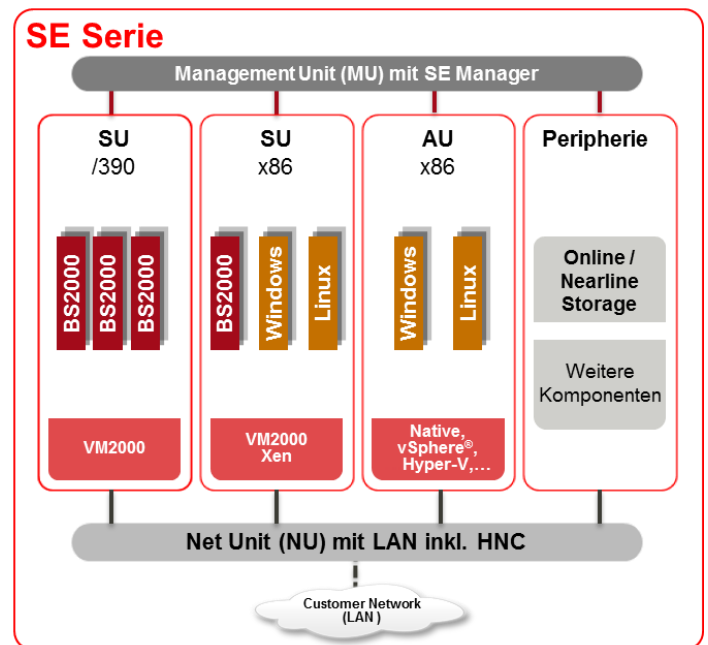 SE Serie
Management Unit (MU) mit SE Manager
SU
/390
BS2000
BS2000
BS2000
VM2000
SU
x86
BS2000
Windows
Linux
VM2000
Xen
AU
x86
Windows
Linux
Native,
vSphere®,
Hyper-V,...
Peripherie
Online /
Nearline
Storage
Weitere
Komponenten
Net Unit (NU) mit LAN inkl. HNC
Customer Network
(LAN )